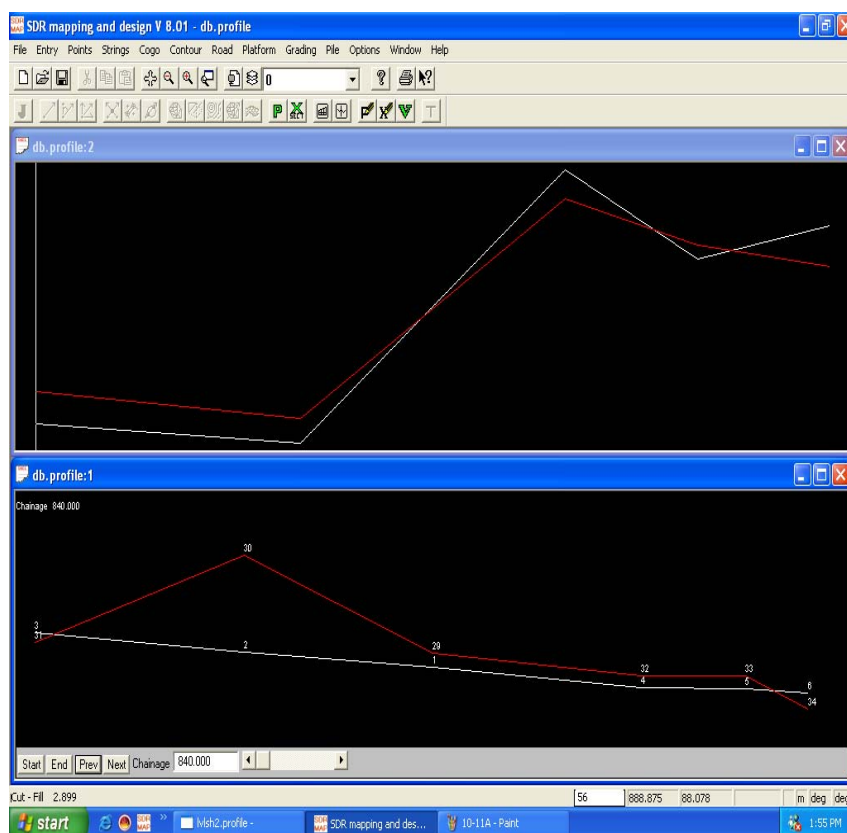 SDR mapping and design V 8.01 - db.profile
File Entry Points Strings Cogo Contour Road Platform Grading Pile Options Window Help
0
J P X SECT P X V T
db.profile:2
db.profile:1
Chainage 840.000
30
3
31
2
29
1
32
4
33
5
6
34
Start End Prev Next Chainage 840.000
Cut - Fill 2.899 56 888.875 88.078 m deg deg
start lvlsh2.profile - SDR mapping and des... 10-11A - Paint 1:55 PM